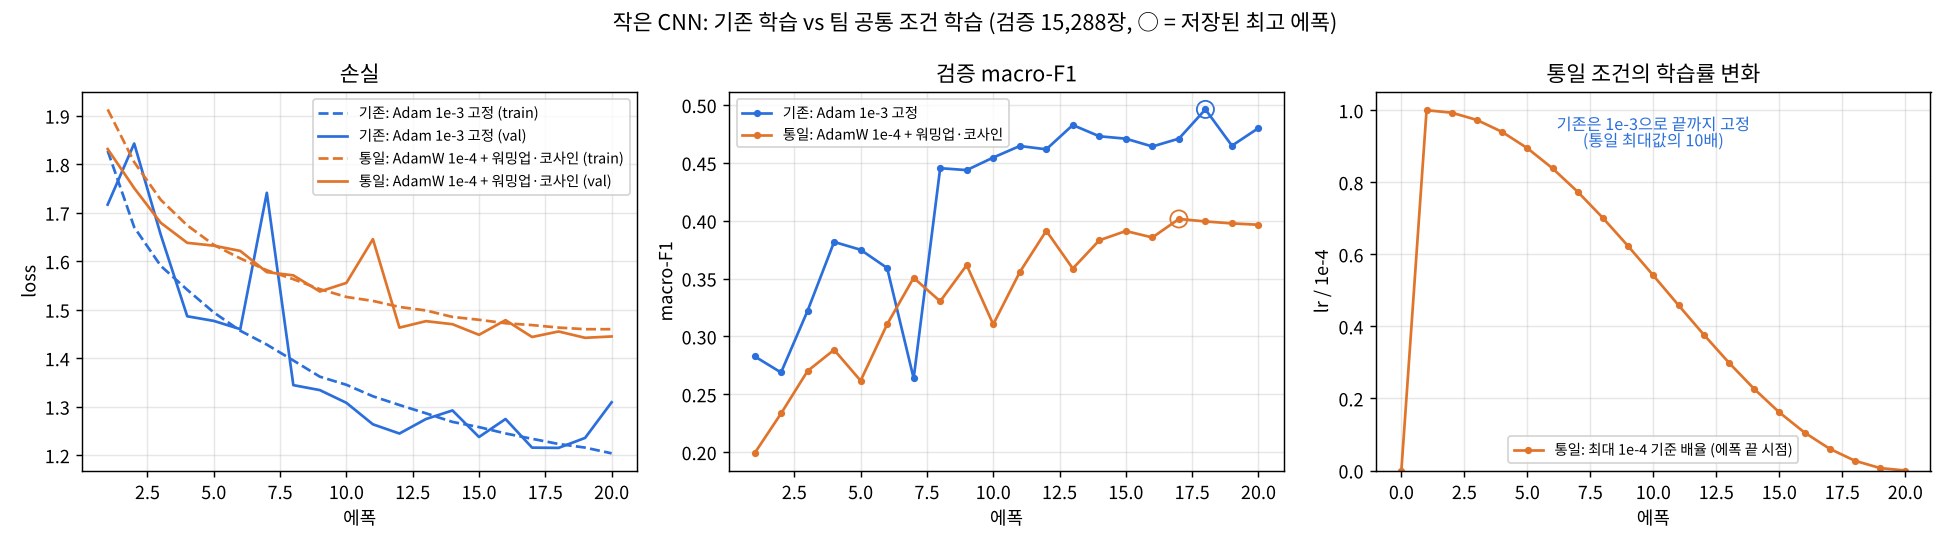 작은 CNN: 기존 학습 vs 팀 공통 조건 학습 (검증 15,288장, ○ = 저장된 최고 에폭)
손실
기존: Adam 1e-3 고정 (train)
기존: Adam 1e-3 고정 (val)
통일: AdamW 1e-4 + 워밍업·코사인 (train)
통일: AdamW 1e-4 + 워밍업·코사인 (val)
loss
1.9
1.8
1.7
1.6
1.5
1.4
1.3
1.2
2.5 5.0 7.5 10.0 12.5 15.0 17.5 20.0
에폭
검증 macro-F1
기존: Adam 1e-3 고정
통일: AdamW 1e-4 + 워밍업·코사인
macro-F1
0.50
0.45
0.40
0.35
0.30
0.25
0.20
2.5 5.0 7.5 10.0 12.5 15.0 17.5 20.0
에폭
통일 조건의 학습률 변화
기존은 1e-3으로 끝까지 고정
(통일 최대값의 10배)
lr / 1e-4
1.0
0.8
0.6
0.4
0.2
0.0
통일: 최대 1e-4 기준 배율 (에폭 끝 시점)
0.0 2.5 5.0 7.5 10.0 12.5 15.0 17.5 20.0
에폭